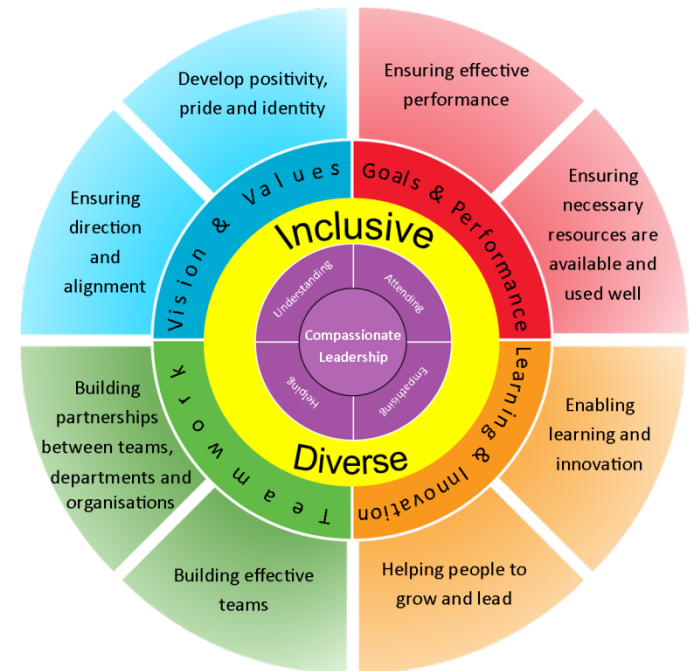 Develop positivity,
pride and identity
Ensuring effective
performance
Ensuring
direction
and
alignment
Ensuring
necessary
resources are
available and
used well
Vision & Values
Goals & Performance
Inclusive
Understanding
Attending
Compassionate
Leadership
Helping
Empathising
Diverse
Teamwork
Learning & Innovation
Building
partnerships
between teams,
departments and
organisations
Enabling
learning and
innovation
Building effective
teams
Helping people to
grow and lead